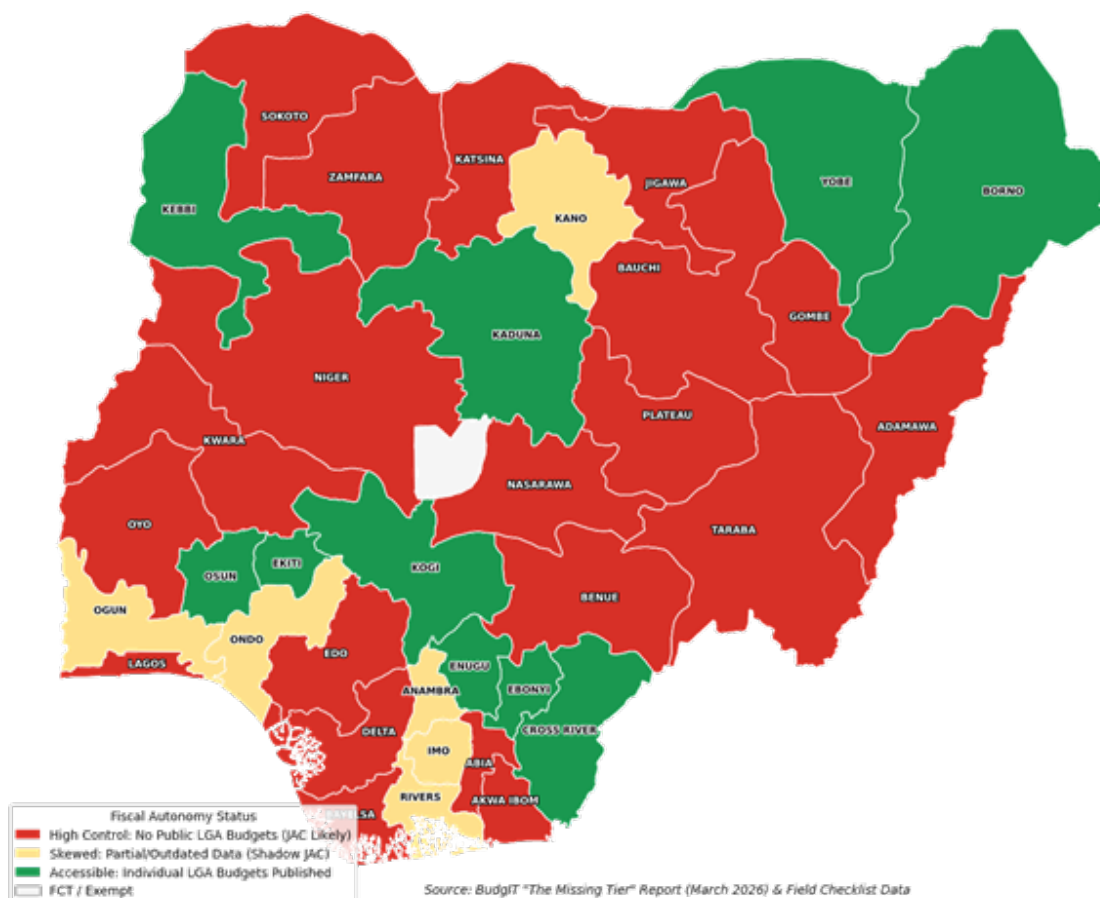 SOKOTO
KATSINA
ZAMFARA
JIGAWA
YOBE
BORNO
KEBBI
KANO
BAUCHI
GOMBE
KADUNA
NIGER
PLATEAU
ADAMAWA
KWARA
NASARAWA
TARABA
OYO
KOGI
EKITI
OSUN
BENUE
OGUN
ONDO
EDO
LAGOS
ENUGU
ANAMBRA
EBONYI
DELTA
CROSS RIVER
IMO
ABIA
RIVERS
AKWA IBOM
BAYELSA
Fiscal Autonomy Status
High Control: No Public LGA Budgets (JAC Likely)
Skewed: Partial/Outdated Data (Shadow JAC)
Accessible: Individual LGA Budgets Published
FCT / Exempt
Source: BudgIT "The Missing Tier" Report (March 2026) & Field Checklist Data